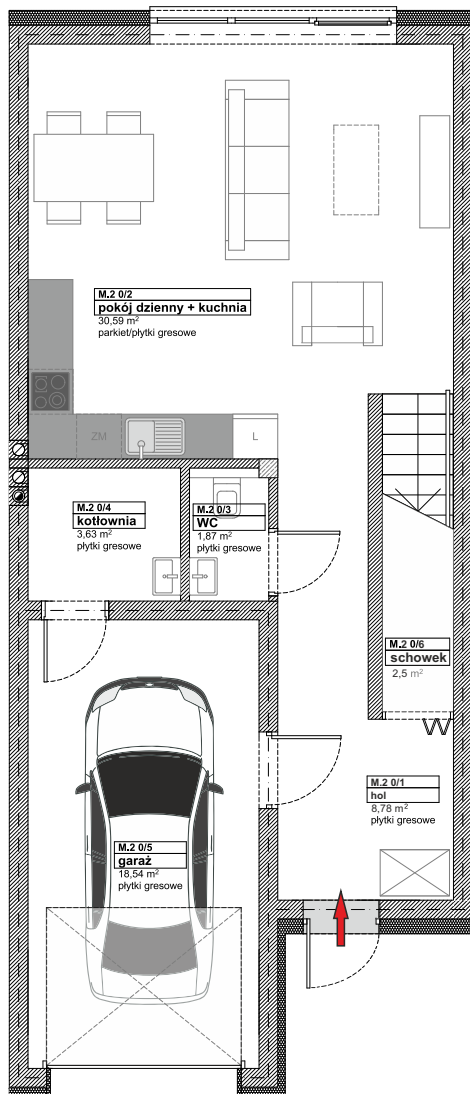 M.2 0/2
pokój dzienny + kuchnia
30,59 m²
parkiet/płytki gresowe
ZM
L
M.2 0/4
kotłownia
3,63 m²
płytki gresowe
M.2 0/3
WC
1,87 m²
płytki gresowe
M.2 0/6
schowek
2,5 m²
M.2 0/1
hol
8,78 m²
płytki gresowe
M.2 0/5
garaż
18,54 m²
płytki gresowe